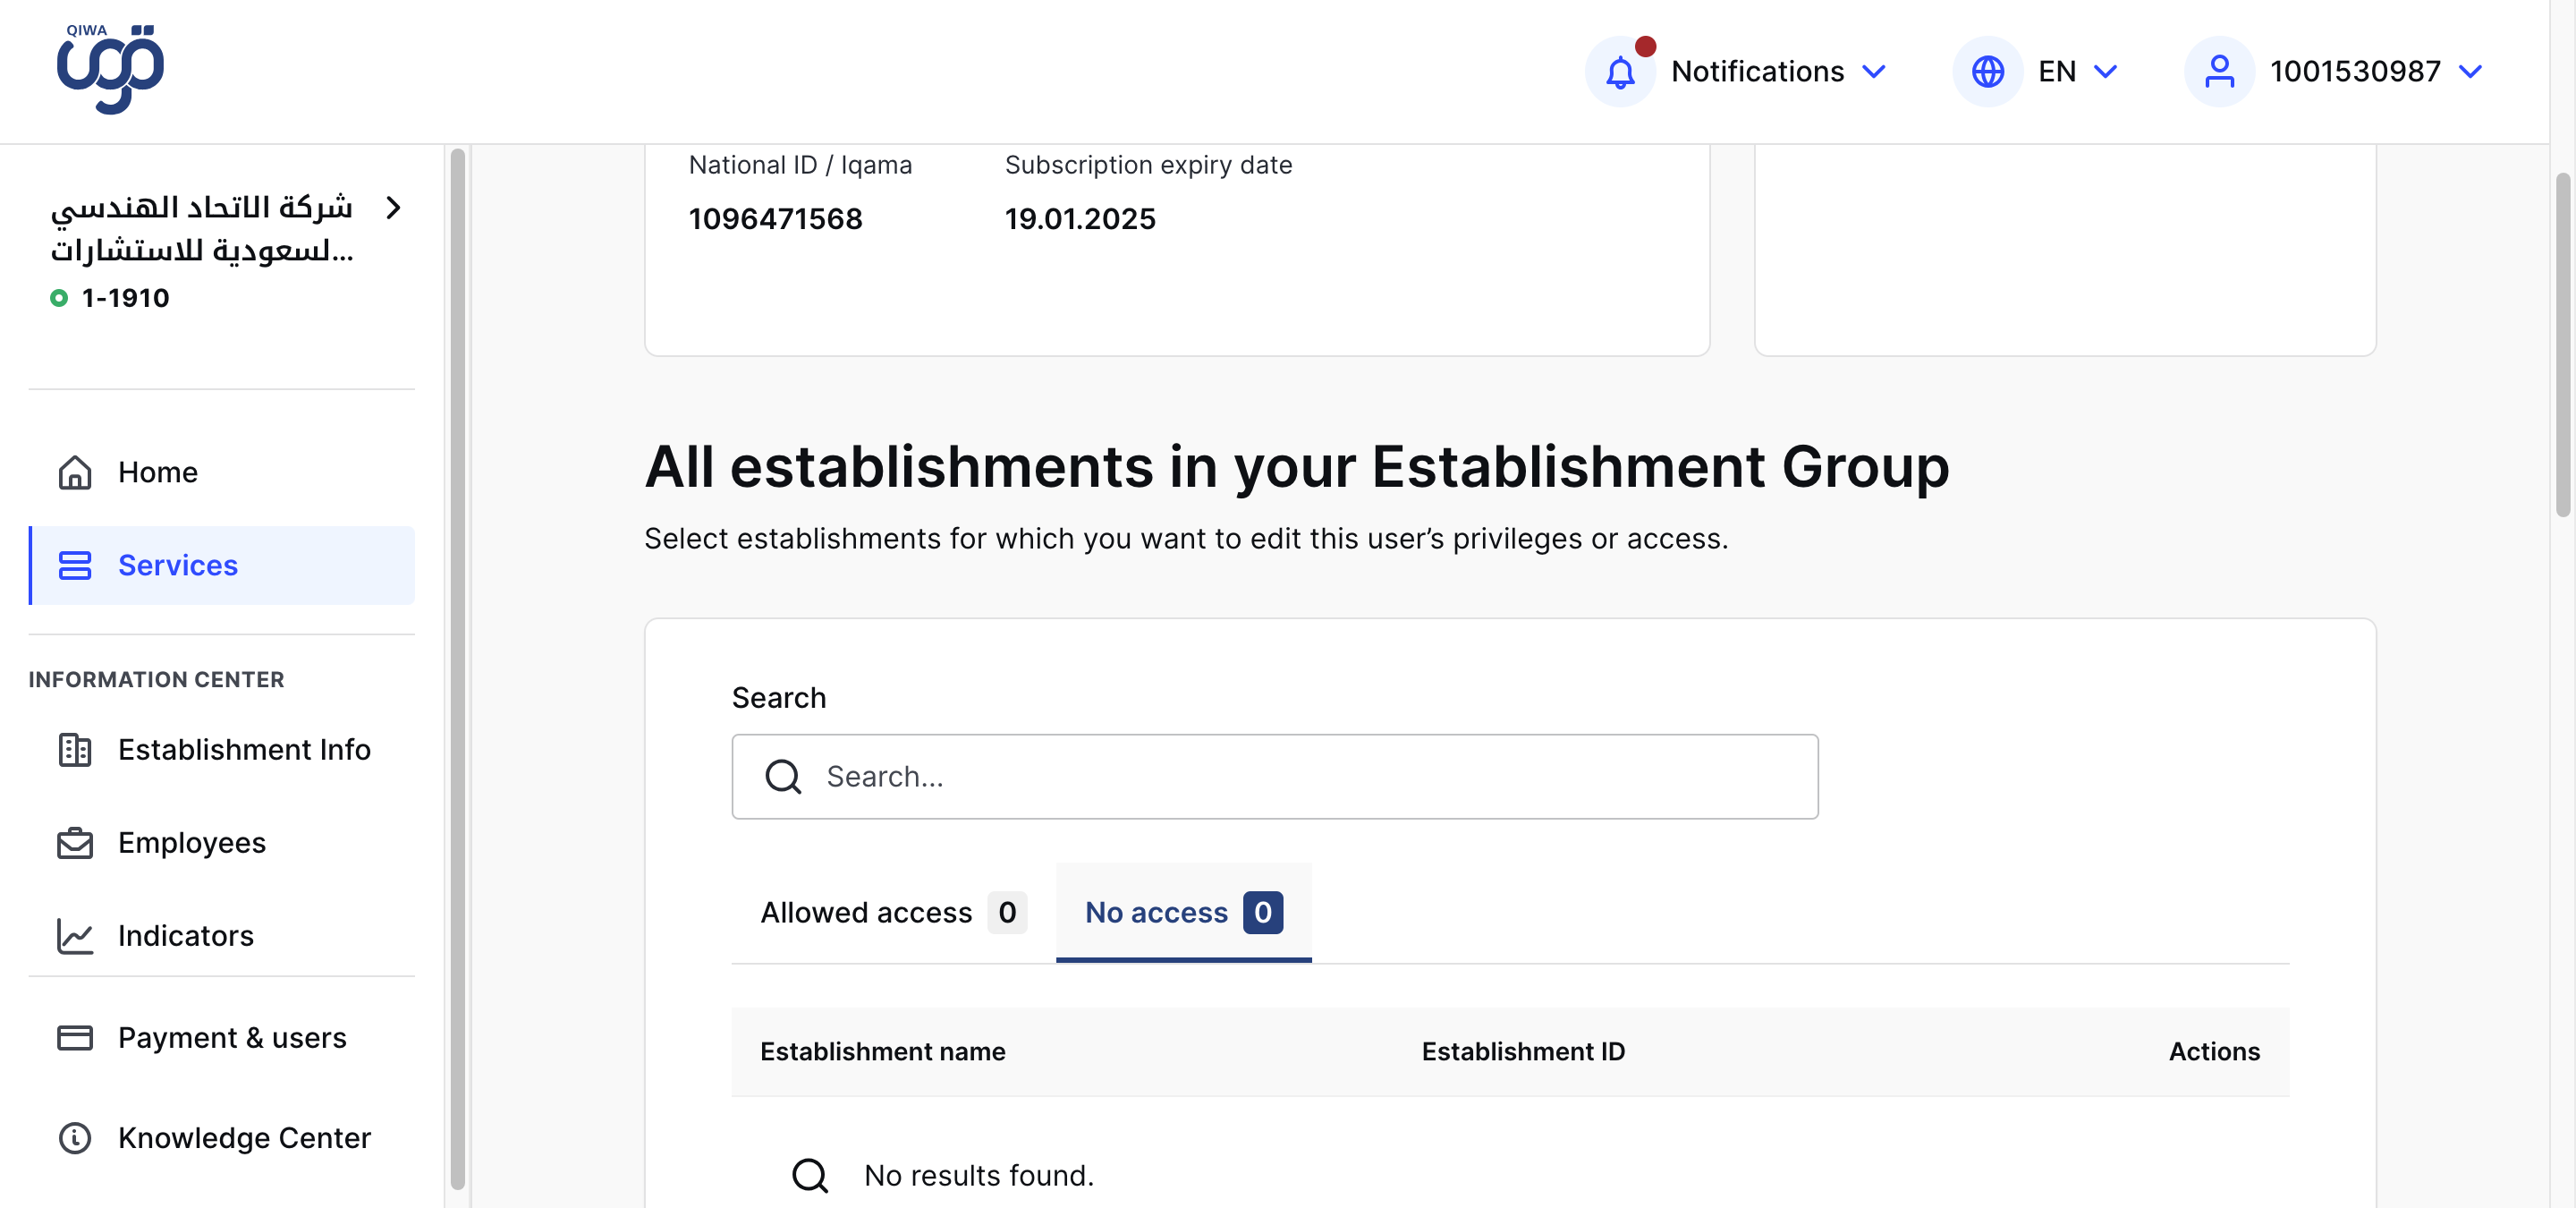 QIWA
قوى
Notifications
EN
1001530987
شركة الاتحاد الهندسي
لسعودية للاستشارات...
1-1910
Home
Services
INFORMATION CENTER
Establishment Info
Employees
Indicators
Payment & users
Knowledge Center
National ID / Iqama
Subscription expiry date
1096471568
19.01.2025
All establishments in your Establishment Group
Select establishments for which you want to edit this user’s privileges or access.
Search
Search...
Allowed access 0
No access 0
Establishment name
Establishment ID
Actions
No results found.